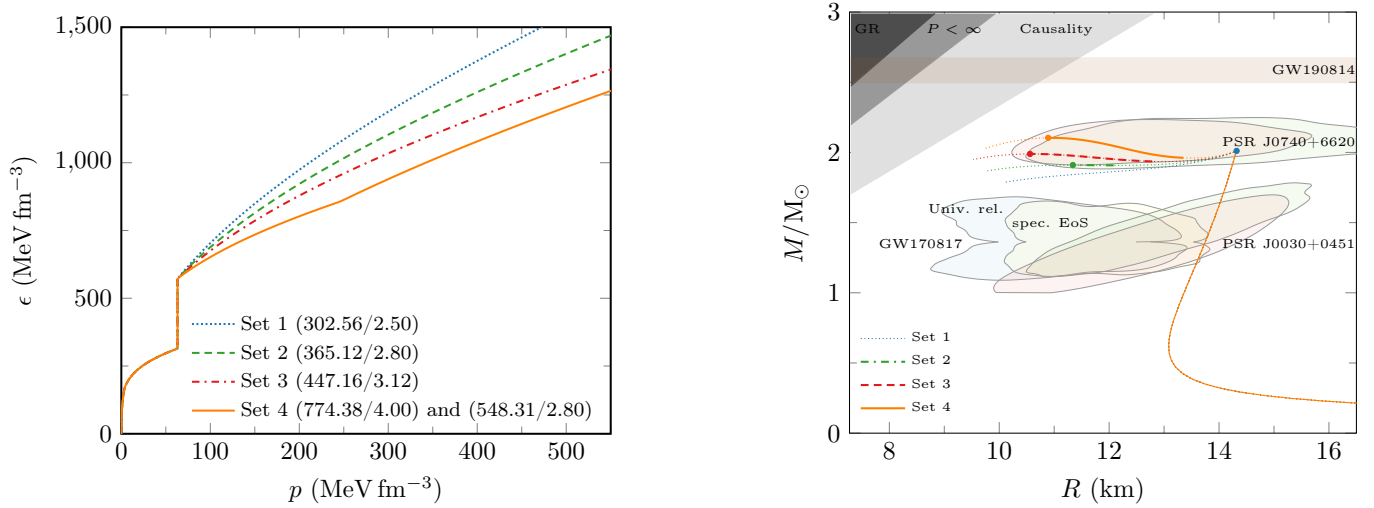 1,500
1,000
500
0
ϵ (MeV fm⁻³)
Set 1 (302.56/2.50)
Set 2 (365.12/2.80)
Set 3 (447.16/3.12)
Set 4 (774.38/4.00) and (548.31/2.80)
0 100 200 300 400 500
p (MeV fm⁻³)
3
2
1
0
M/M⊙
GR P < ∞ Causality
GW190814
PSR J0740+6620
Univ. rel.
spec. EoS
GW170817
PSR J0030+0451
Set 1
Set 2
Set 3
Set 4
8 10 12 14 16
R (km)